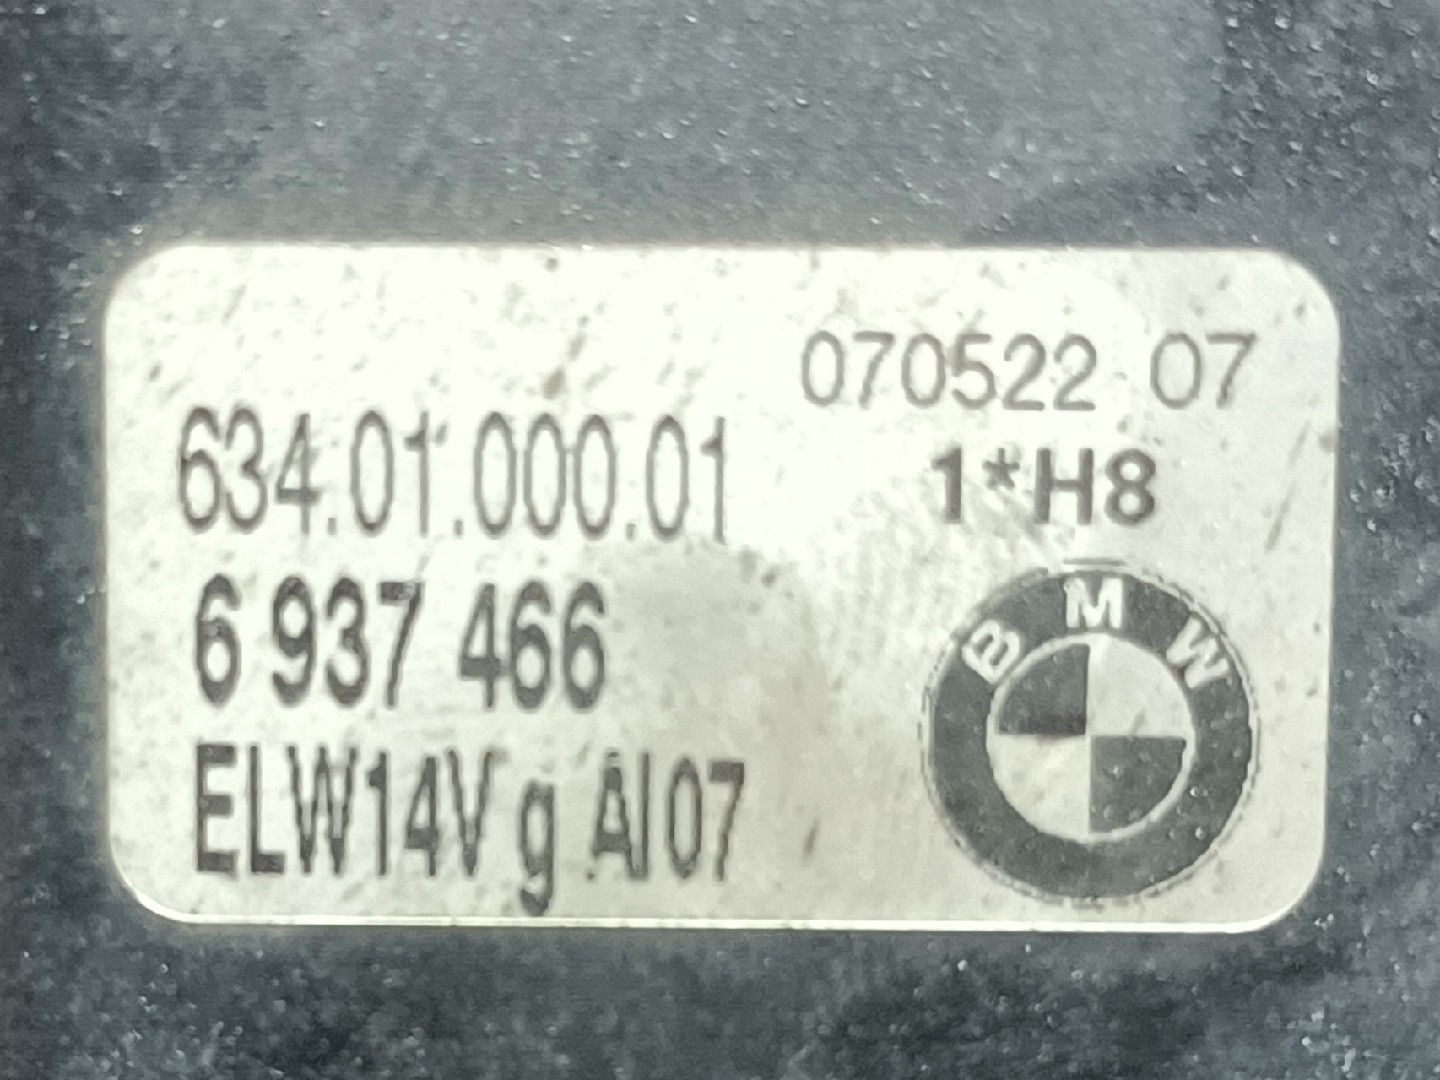 070522 07
634.01.000.01
1*H8
6 937 466
BMW
ELW14V g AI07